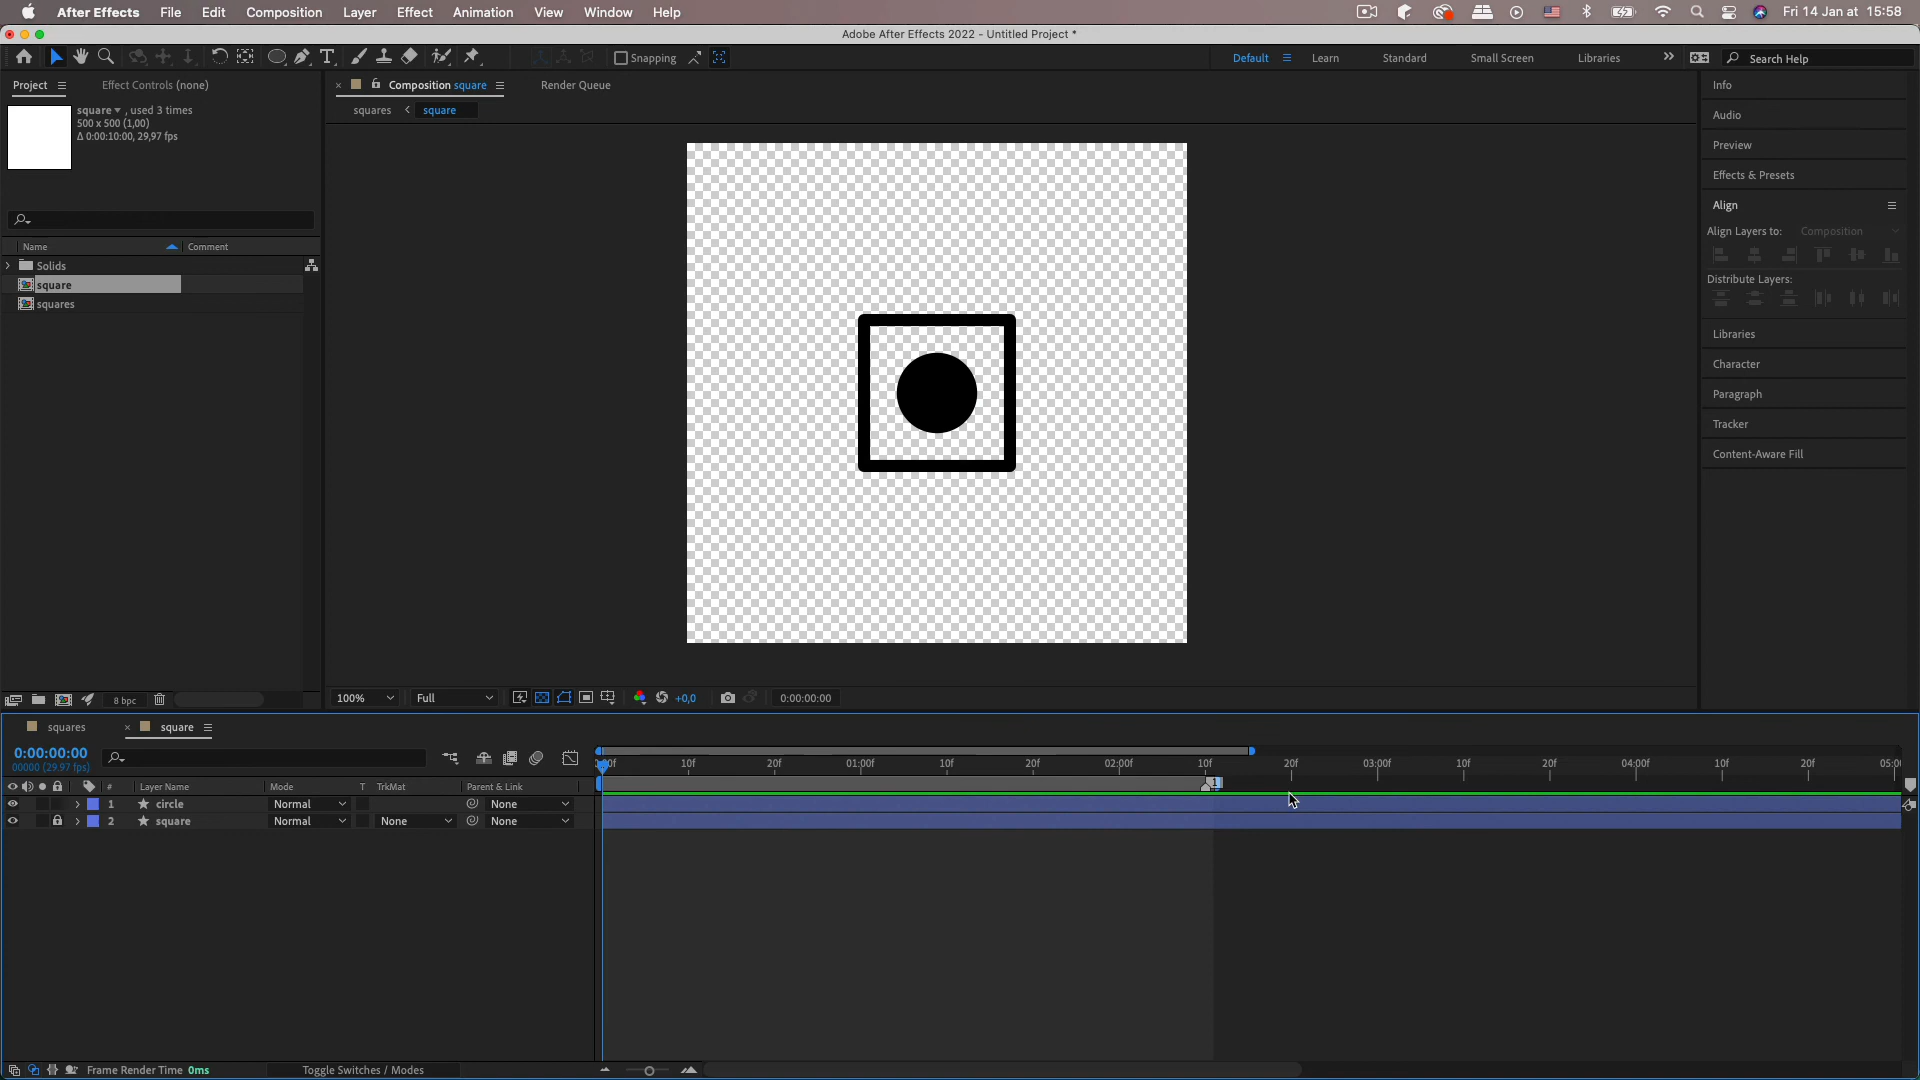 After Effects File Edit Composition Layer Effect Animation View Window Help Fri 14 Jan at 15:58
Adobe After Effects 2022 - Untitled Project *
T Snapping Default Learn Standard Small Screen Libraries Search Help
Project Effect Controls (none) Composition square Render Queue
square , used 3 times
500 x 500 (1,00)
Δ 0:00:10:00, 29,97 fps
squares square
Name Comment
Solids
square
squares
Info
Audio
Preview
Effects & Presets
Align
Align Layers to: Composition
Distribute Layers:
Libraries
Character
Paragraph
Tracker
Content-Aware Fill
8 bpc
100% Full +0,0 0:00:00:00
squares square
0:00:00:00
00000 (29.97 fps)
10f 20f 01:00f 10f 20f 02:00f 10f 20f 03:00f 10f 20f 04:00f 10f 20f
# Layer Name Mode T TrkMat Parent & Link
1 circle Normal None
2 square Normal None None
Frame Render Time 0ms Toggle Switches / Modes